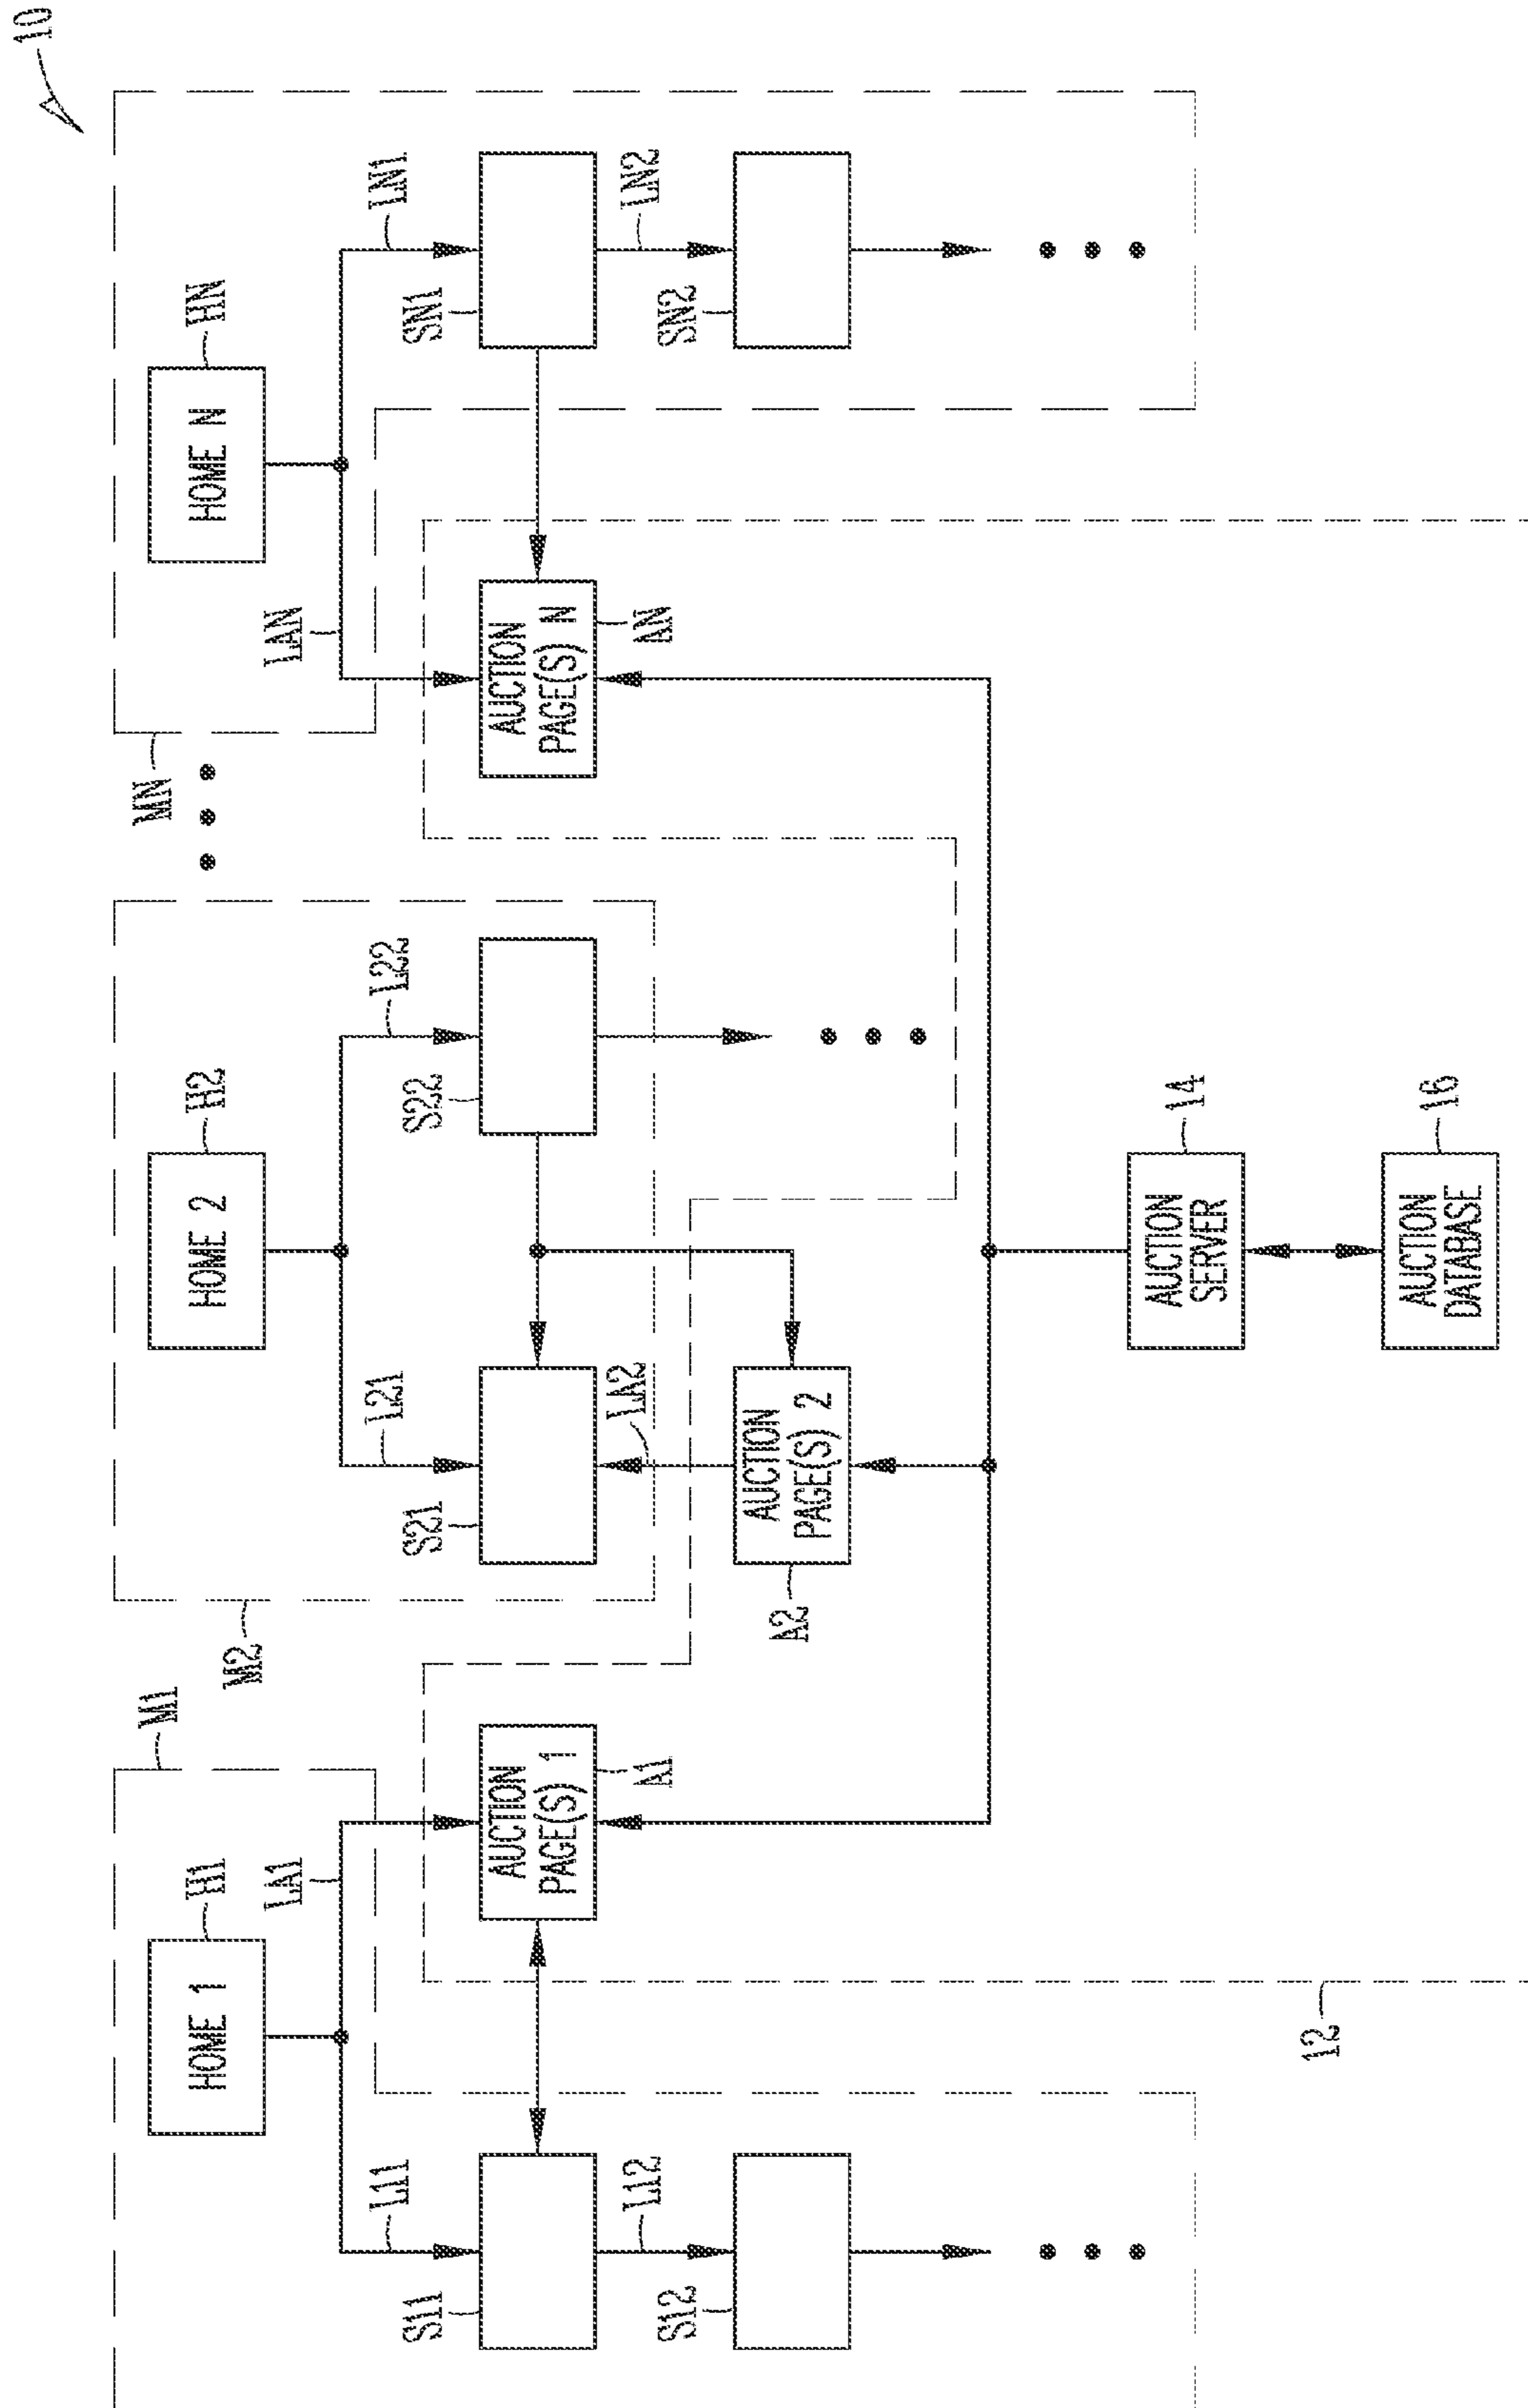 10
M1
M2
MN
HOME 1
H1
HOME 2
H2
HOME N
HN
LA1
LAN
L11
L21
L22
LN1
S11
AUCTION
PAGE(S) 1
A1
S21
S22
AUCTION
PAGE(S) N
AN
SN1
L12
LA2
LN2
S12
A2
AUCTION
PAGE(S) 2
SN2
AUCTION
SERVER
14
12
AUCTION
DATABASE
16